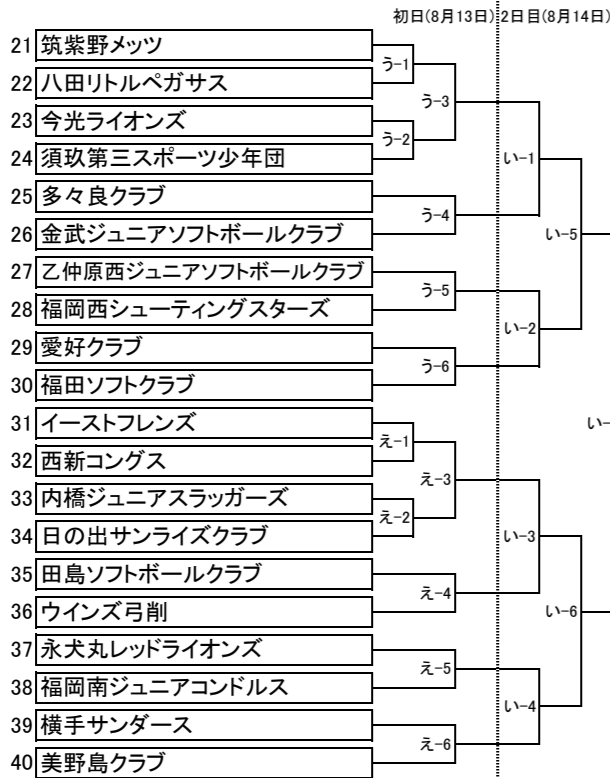 初日(8月13日) 2日目(8月14日)
21 筑紫野メッツ
う-1
22 八田リトルペガサス
う-3
23 今光ライオンズ
う-2
24 須玖第三スポーツ少年団
い-1
25 多々良クラブ
う-4
26 金武ジュニアソフトボールクラブ
い-5
27 乙仲原西ジュニアソフトボールクラブ
う-5
28 福岡西シューティングスターズ
い-2
29 愛好クラブ
う-6
30 福田ソフトクラブ
31 イーストフレンズ
い-
え-1
32 西新コングス
え-3
33 内橋ジュニアスラッガーズ
え-2
34 日の出サンライズクラブ
い-3
35 田島ソフトボールクラブ
え-4
36 ウインズ弓削
い-6
37 永犬丸レッドライオンズ
え-5
38 福岡南ジュニアコンドルス
い-4
39 横手サンダース
え-6
40 美野島クラブ